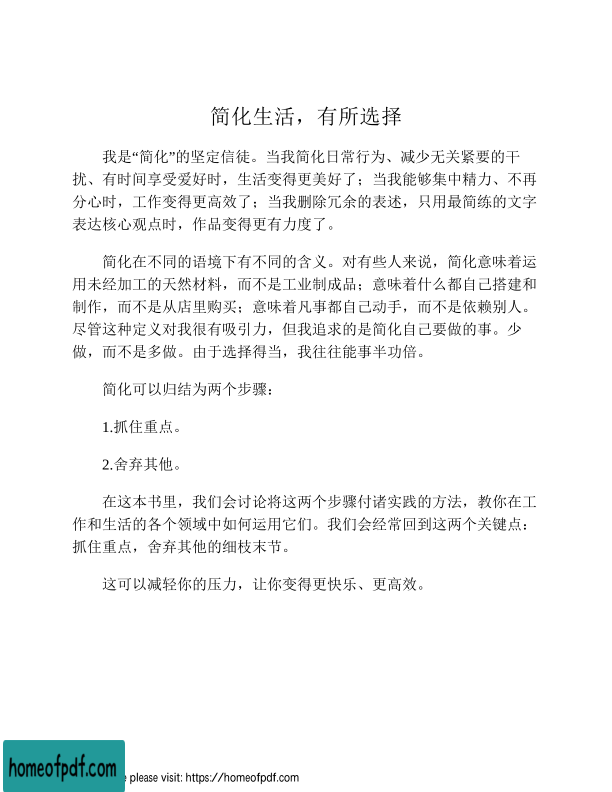 简化生活，有所选择
我是“简化”的坚定信徒。当我简化日常行为、减少无关紧要的干
扰、有时间享受爱好时，生活变得更美好了；当我能够集中精力、不再
分心时，工作变得更高效了；当我删除冗余的表述，只用最简练的文字
表达核心观点时，作品变得更有力度了。
简化在不同的语境下有不同的含义。对有些人来说，简化意味着运
用未经加工的天然材料，而不是工业制成品；意味着什么都自己搭建和
制作，而不是从店里购买；意味着凡事都自己动手，而不是依赖别人。
尽管这种定义对我很有吸引力，但我追求的是简化自己要做的事。少
做，而不是多做。由于选择得当，我往往能事半功倍。
简化可以归结为两个步骤：
1.抓住重点。
2.舍弃其他。
在这本书里，我们会讨论将这两个步骤付诸实践的方法，教你在工
作和生活的各个领域中如何运用它们。我们会经常回到这两个关键点：
抓住重点，舍弃其他的细枝末节。
这可以减轻你的压力，让你变得更快乐、更高效。
homeofpdf.com
please visit: https://homeofpdf.com